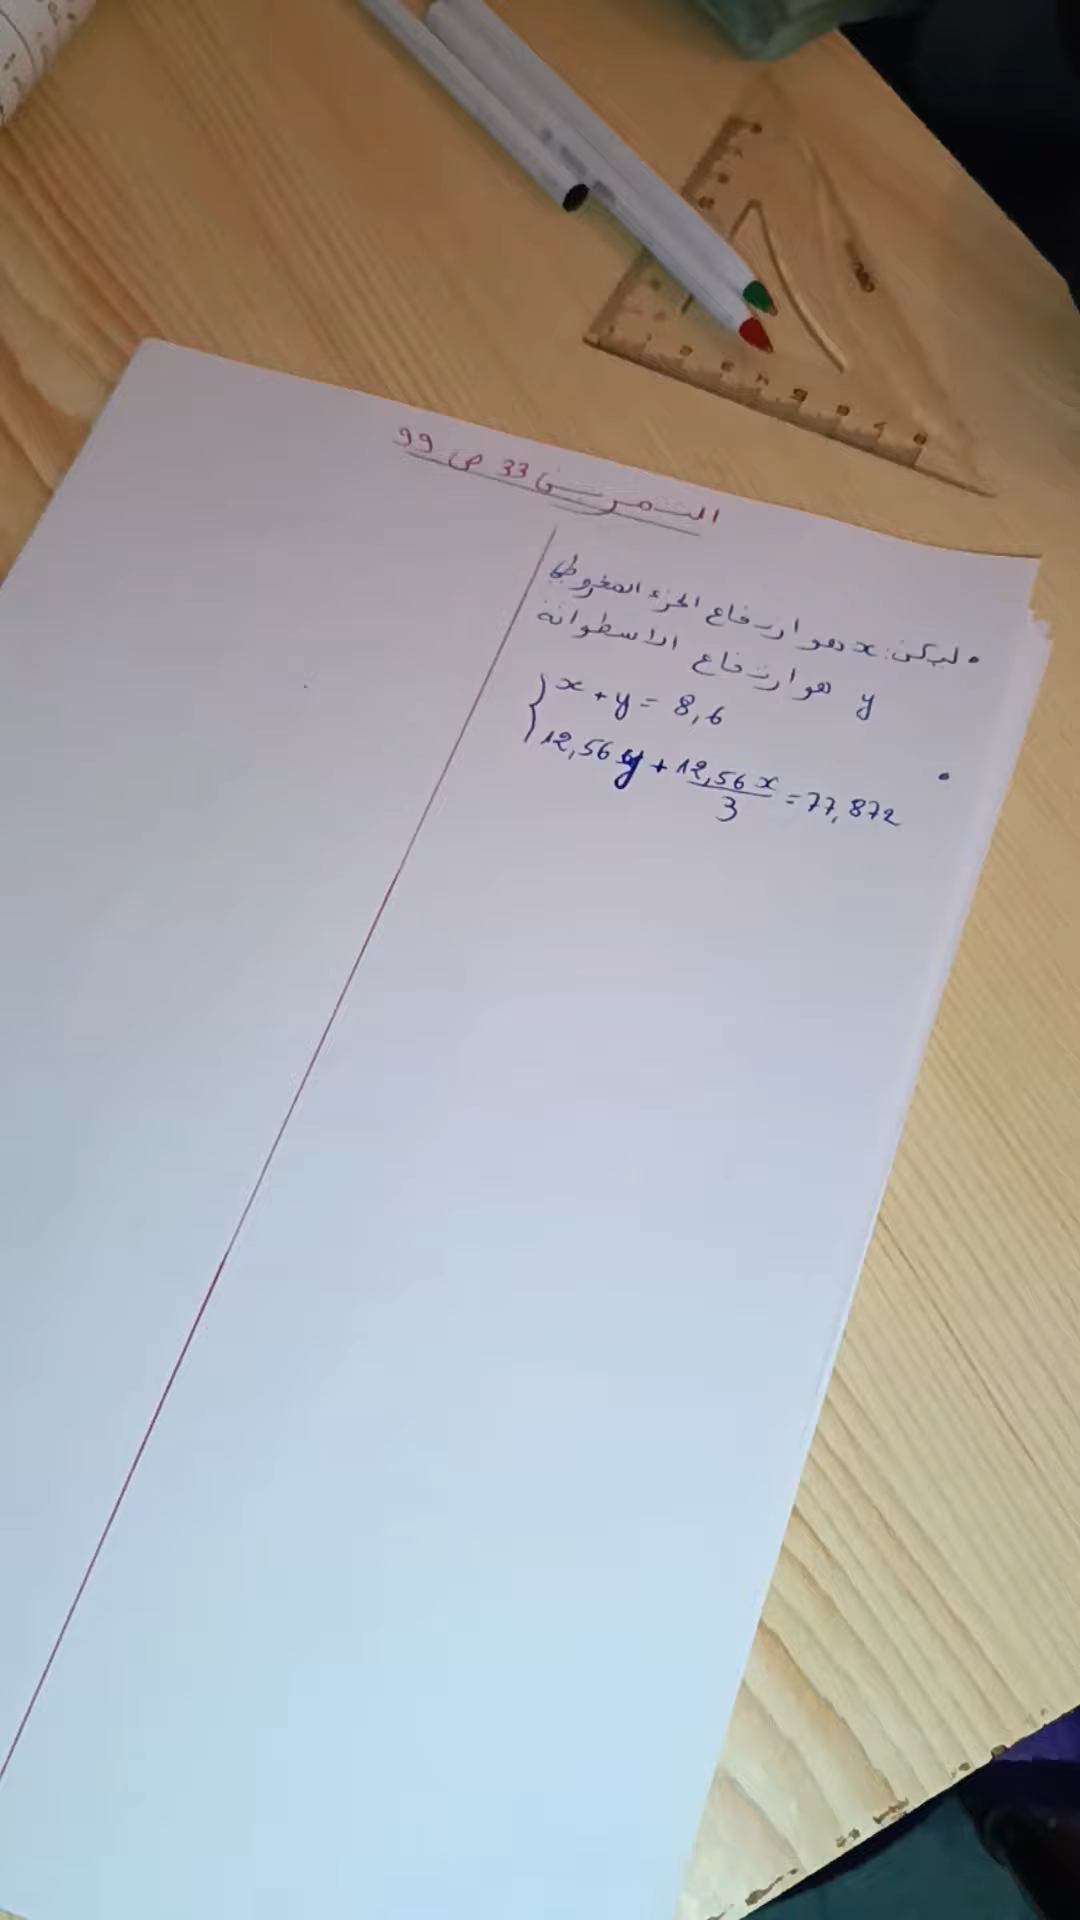 التمرين 33 ص 99
• ليكن: x هو ارتفاع الجزء المخروطي
y هو ارتفاع الاسطوانة
x + y = 8,6
• 12,56 y + 12,56 x / 3 = 77,872